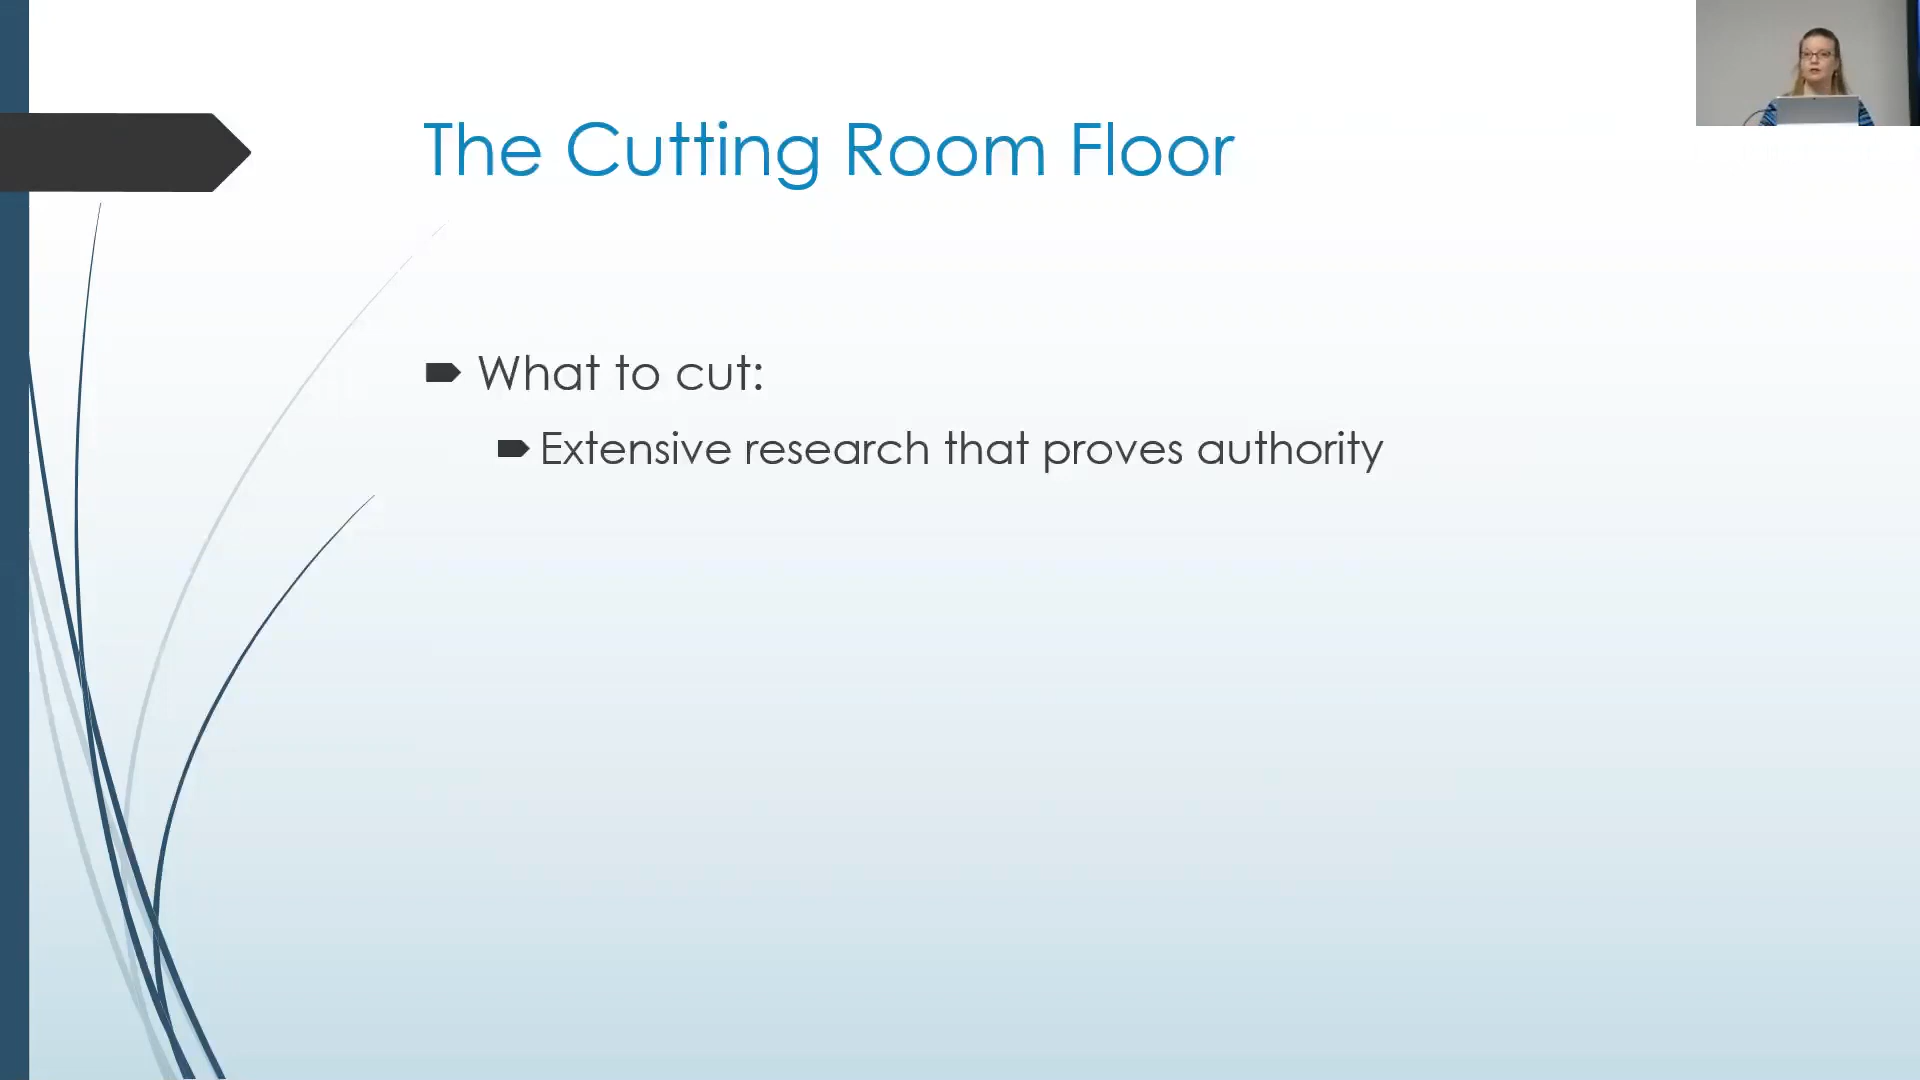 The Cutting Room Floor
What to cut:
Extensive research that proves authority